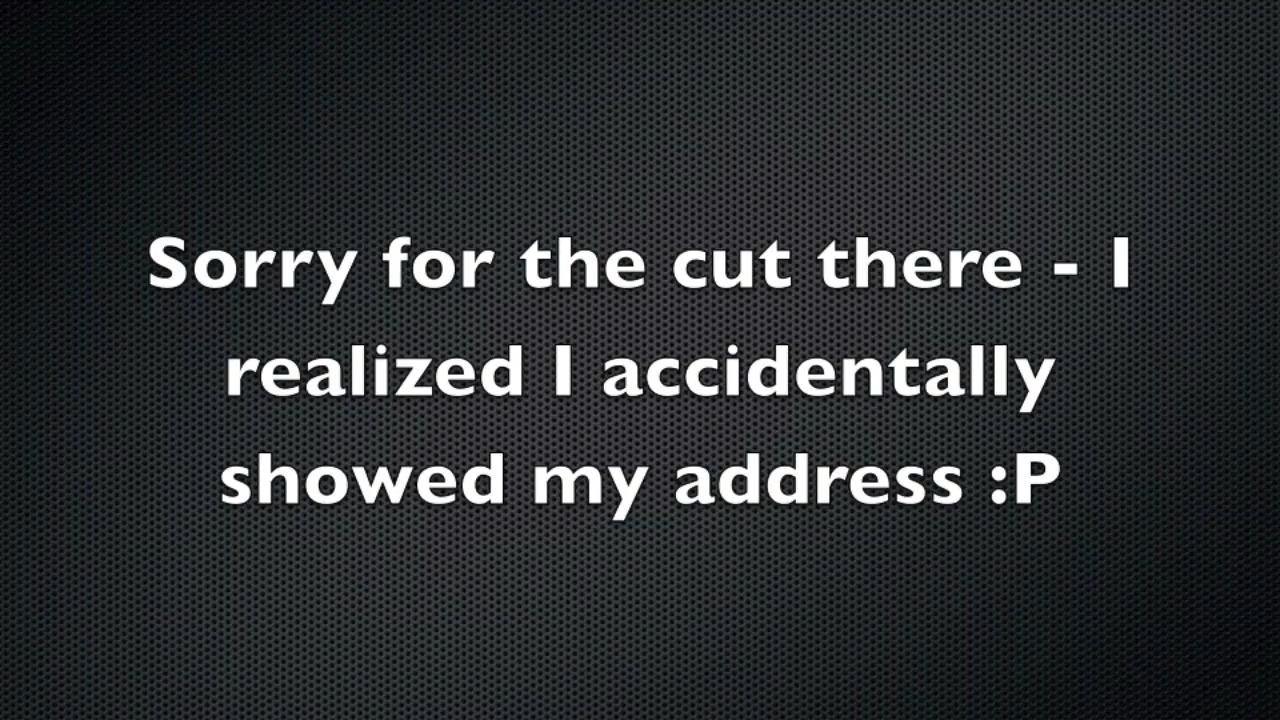 Sorry for the cut there - I
realized I accidentally
showed my address :P